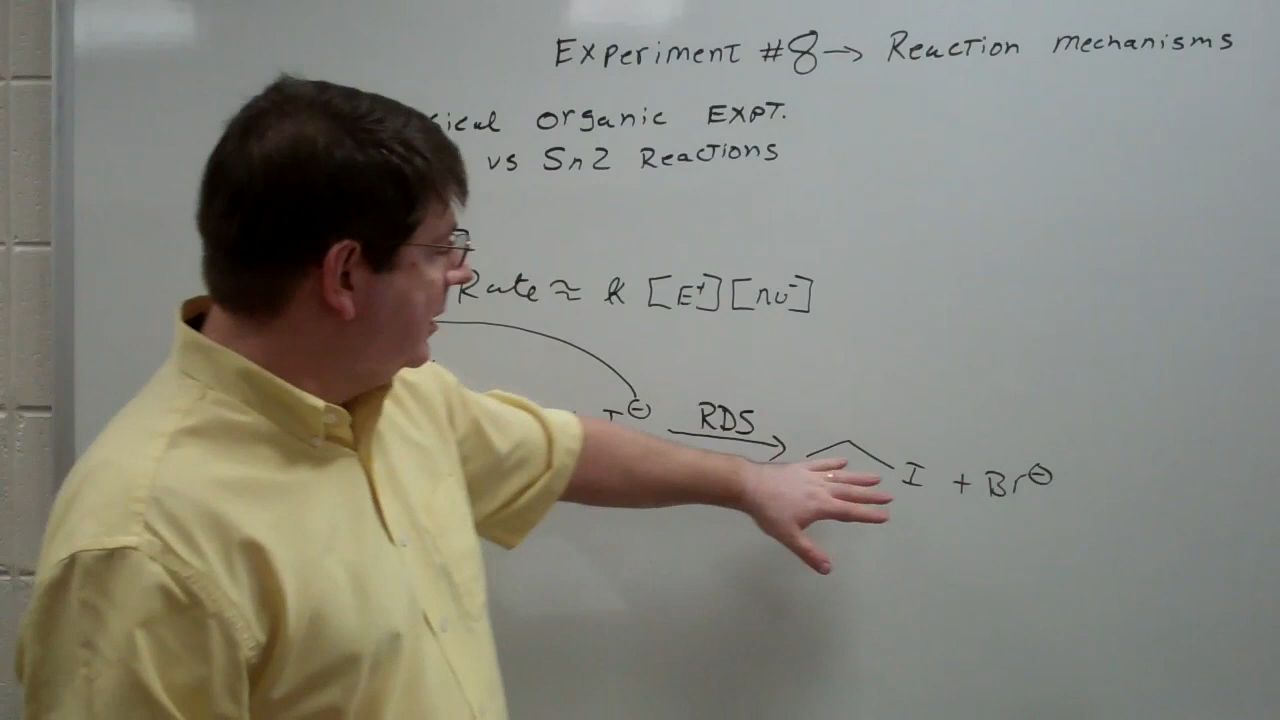 Experiment #8→ Reaction mechanisms
organic EXPT.
vs Sn2 Reactions
Rate ≈ k [E⁺][nu⁻]
I⊖ RDS
I + Br⊖